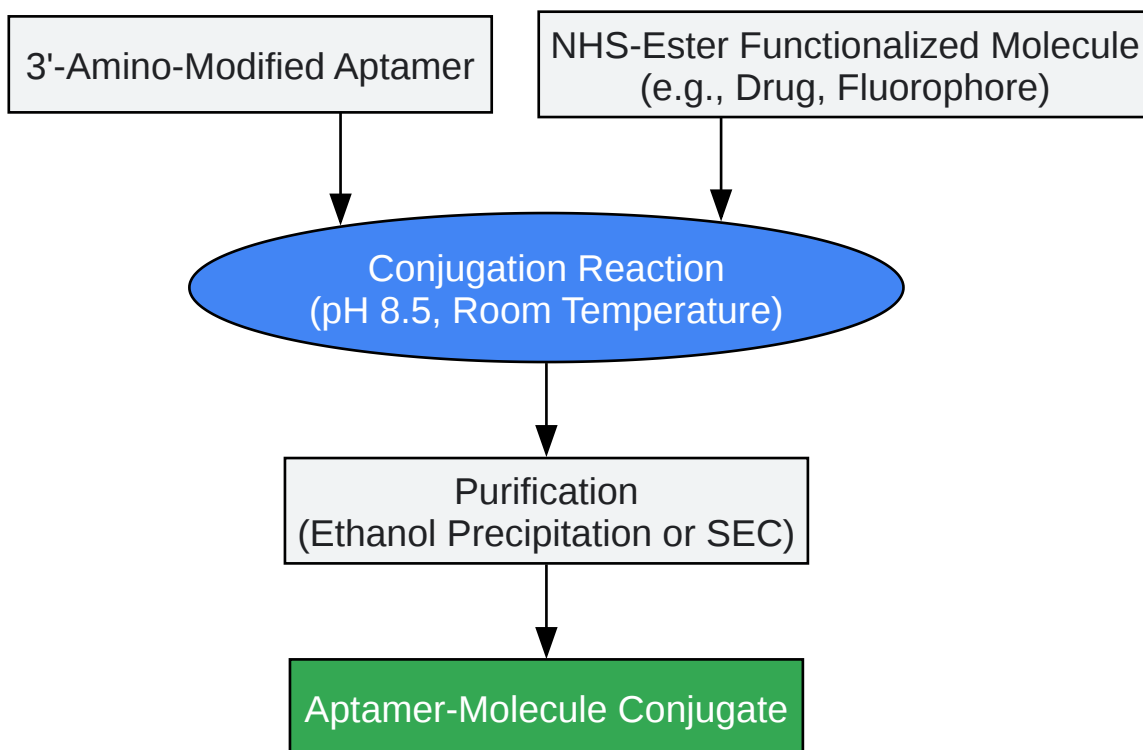 3'-Amino-Modified Aptamer
NHS-Ester Functionalized Molecule
(e.g., Drug, Fluorophore)
Conjugation Reaction
(pH 8.5, Room Temperature)
Purification
(Ethanol Precipitation or SEC)
Aptamer-Molecule Conjugate